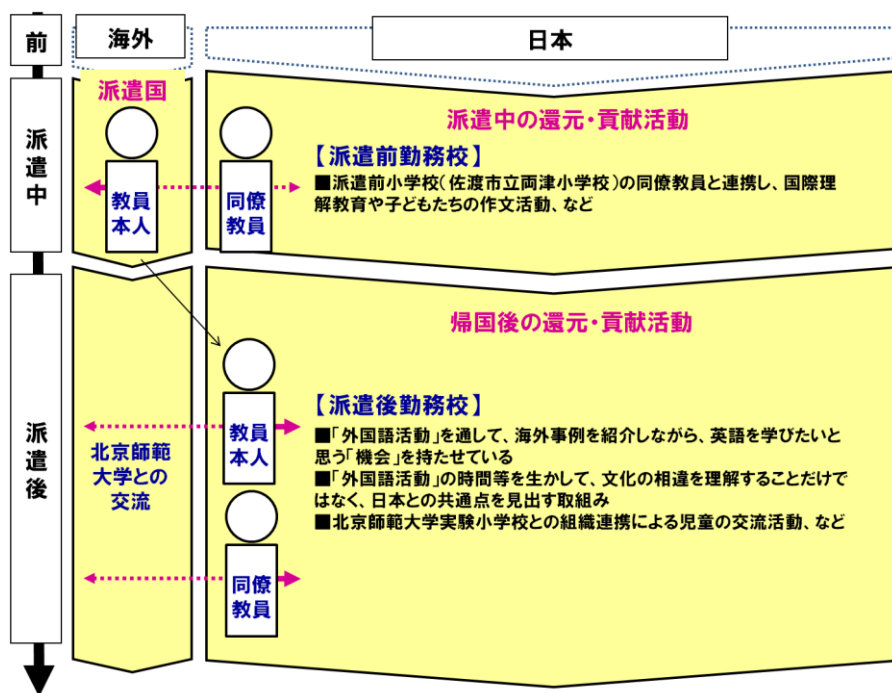 前
海外
日本
派遣中
派遣国
教員
本人
同僚
教員
派遣中の還元・貢献活動
【派遣前勤務校】
■派遣前小学校(佐渡市立両津小学校)の同僚教員と連携し、国際理
解教育や子どもたちの作文活動、など
派遣後
北京師範
大学との
交流
教員
本人
同僚
教員
帰国後の還元・貢献活動
【派遣後勤務校】
■「外国語活動」を通して、海外事例を紹介しながら、英語を学びたいと
思う「機会」を持たせている
■「外国語活動」の時間等を生かして、文化の相違を理解することだけで
はなく、日本との共通点を見出す取組み
■北京師範大学実験小学校との組織連携による児童の交流活動、など